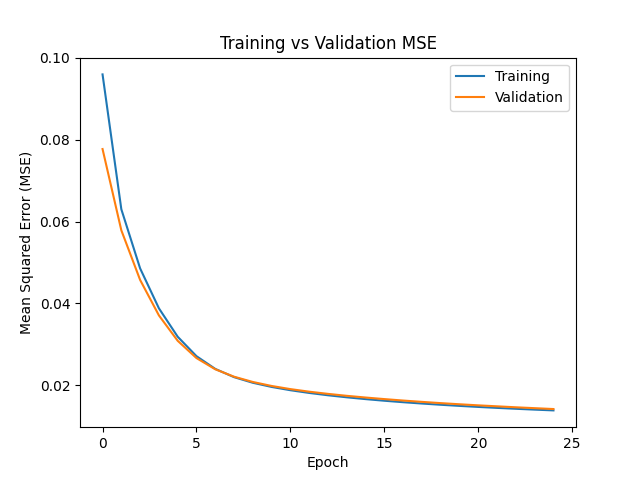 Training vs Validation MSE
Training
Validation
Mean Squared Error (MSE)
0.10
0.08
0.06
0.04
0.02
0 5 10 15 20 25
Epoch